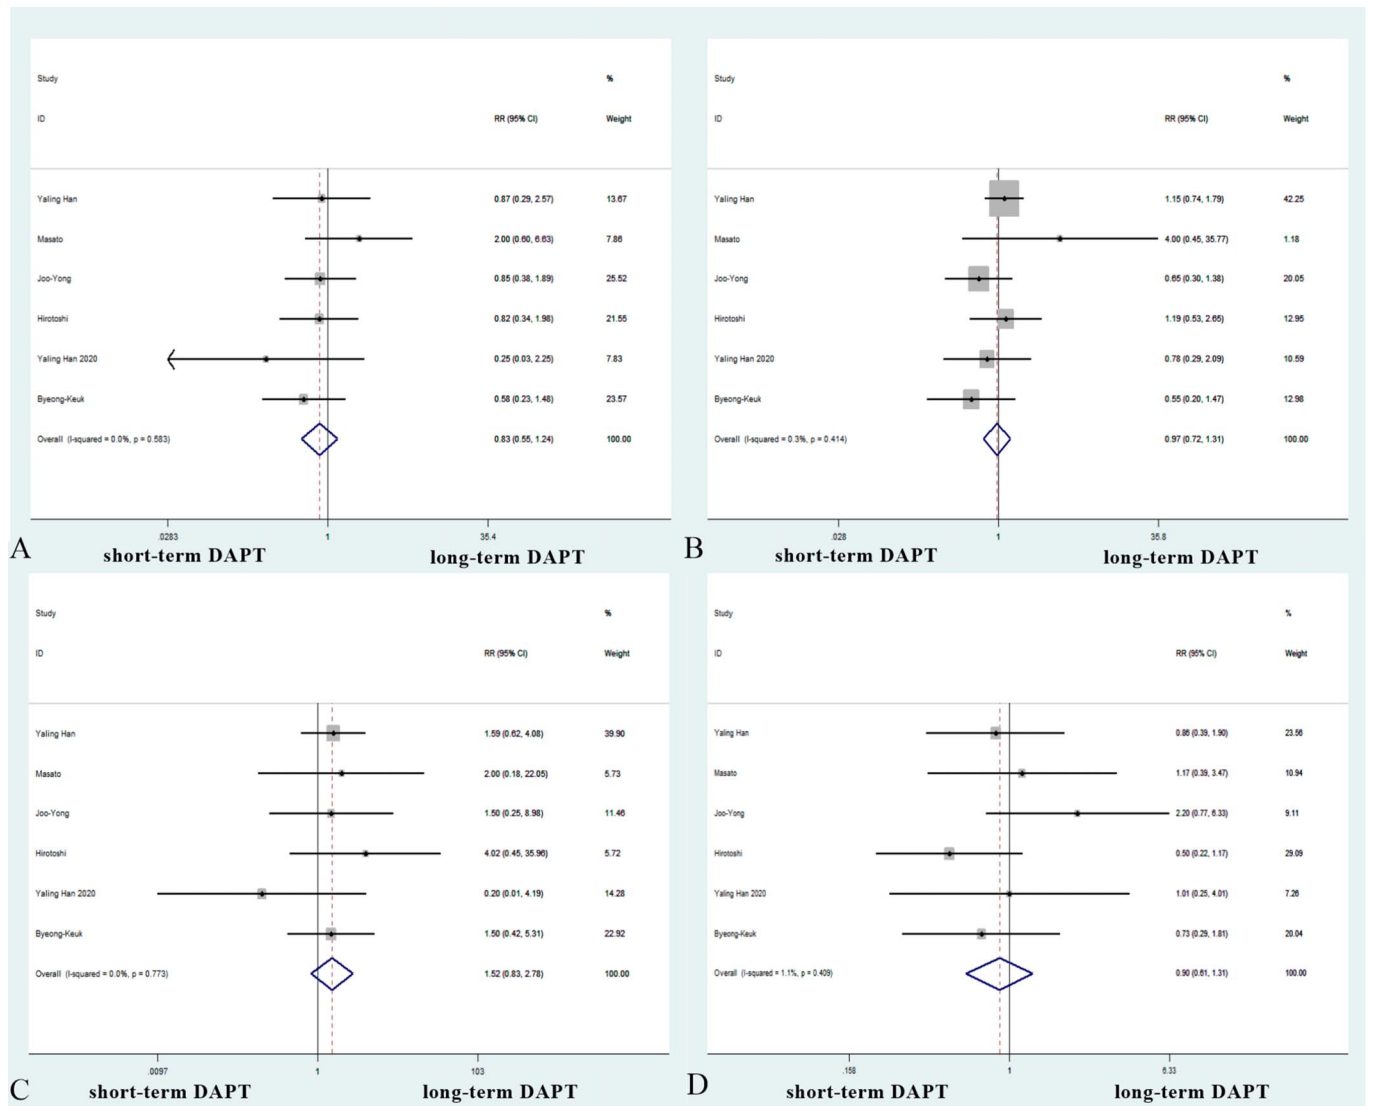 Study %
ID RR (95% CI) Weight
Yaling Han 0.87 (0.29, 2.57) 13.67
Masato 2.00 (0.60, 6.63) 7.86
Joo-Yong 0.85 (0.38, 1.89) 25.52
Hirotoshi 0.82 (0.34, 1.98) 21.55
Yaling Han 2020 0.25 (0.03, 2.25) 7.83
Byeong-Keuk 0.58 (0.23, 1.48) 23.57
Overall (I-squared = 0.0%, p = 0.583) 0.83 (0.55, 1.24) 100.00
.0283 1 35.4
A short-term DAPT long-term DAPT
Study %
ID RR (95% CI) Weight
Yaling Han 1.15 (0.74, 1.79) 42.25
Masato 4.00 (0.45, 35.77) 1.18
Joo-Yong 0.65 (0.30, 1.38) 20.05
Hirotoshi 1.19 (0.53, 2.65) 12.95
Yaling Han 2020 0.78 (0.29, 2.09) 10.59
Byeong-Keuk 0.55 (0.20, 1.47) 12.98
Overall (I-squared = 0.3%, p = 0.414) 0.97 (0.72, 1.31) 100.00
.028 1 35.8
B short-term DAPT long-term DAPT
Study %
ID RR (95% CI) Weight
Yaling Han 1.59 (0.62, 4.08) 39.90
Masato 2.00 (0.18, 22.05) 5.73
Joo-Yong 1.50 (0.25, 8.98) 11.46
Hirotoshi 4.02 (0.45, 35.96) 5.72
Yaling Han 2020 0.20 (0.01, 4.19) 14.28
Byeong-Keuk 1.50 (0.42, 5.31) 22.92
Overall (I-squared = 0.0%, p = 0.773) 1.52 (0.83, 2.78) 100.00
.0097 1 103
C short-term DAPT long-term DAPT
Study %
ID RR (95% CI) Weight
Yaling Han 0.86 (0.39, 1.90) 23.56
Masato 1.17 (0.39, 3.47) 10.94
Joo-Yong 2.20 (0.77, 6.33) 9.11
Hirotoshi 0.50 (0.22, 1.17) 29.09
Yaling Han 2020 1.01 (0.25, 4.01) 7.26
Byeong-Keuk 0.73 (0.29, 1.81) 20.04
Overall (I-squared = 1.1%, p = 0.409) 0.90 (0.61, 1.31) 100.00
.158 1 6.33
D short-term DAPT long-term DAPT